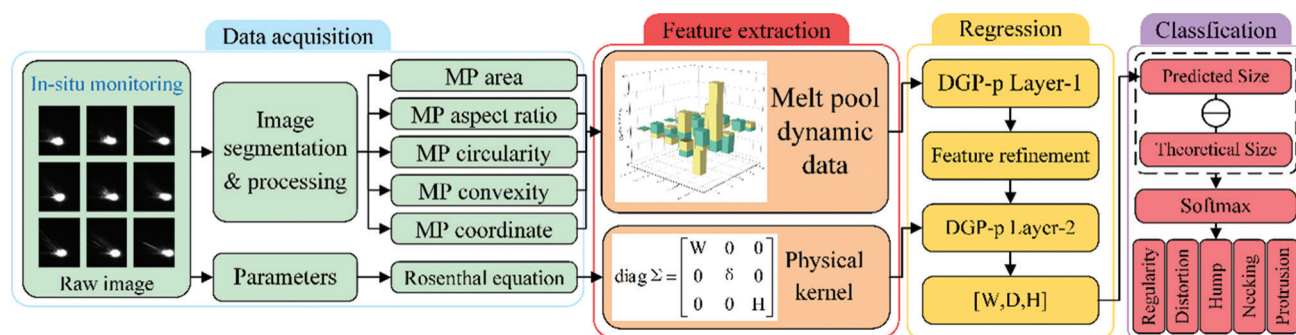 Data acquisition
Feature extraction
Regression
Classfication
In-situ monitoring
Raw image
Image
segmentation
& processing
Parameters
MP area
MP aspect ratio
MP circularity
MP convexity
MP coordinate
Rosenthal equation
Melt pool
dynamic
data
diag Σ = [W 0 0
0 δ 0
0 0 H]
Physical
kernel
DGP-p Layer-1
Feature refinement
DGP-p Layer-2
[W,D,H]
Predicted Size
Theoretical Size
Softmax
Regularity
Distortion
Hump
Necking
Protrusion